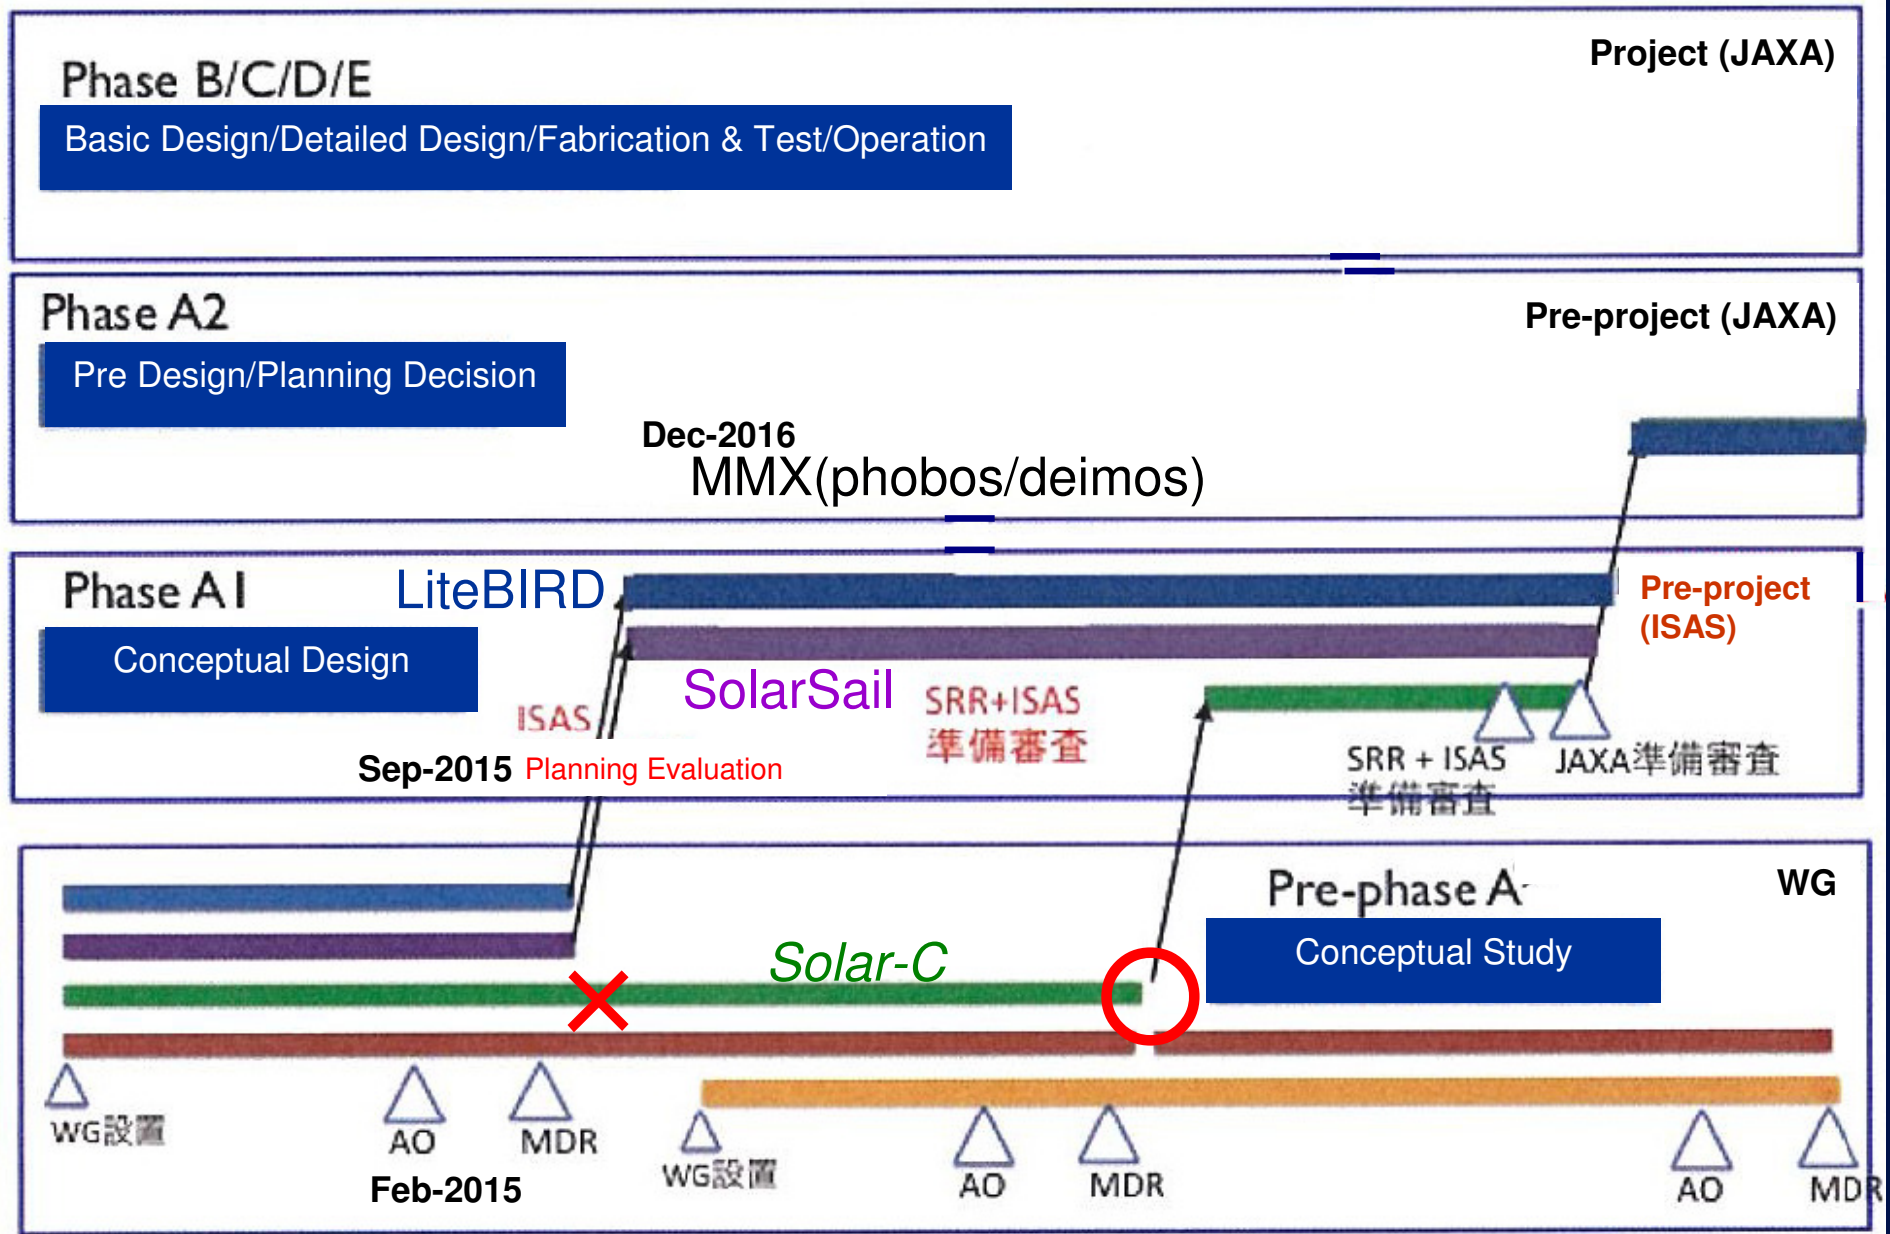 Project (JAXA)
Phase B/C/D/E
Basic Design/Detailed Design/Fabrication & Test/Operation
Phase A2
Pre-project (JAXA)
Pre Design/Planning Decision
Dec-2016
MMX(phobos/deimos)
Phase A1
LiteBIRD
Pre-project
(ISAS)
Conceptual Design
SolarSail
SRR+ISAS
準備審査
ISAS
Sep-2015 Planning Evaluation
SRR + ISAS
準備審査
JAXA準備審査
Pre-phase A
WG
Conceptual Study
Solar-C
WG設置
AO
MDR
Feb-2015
WG設置
AO
MDR
AO
MDR